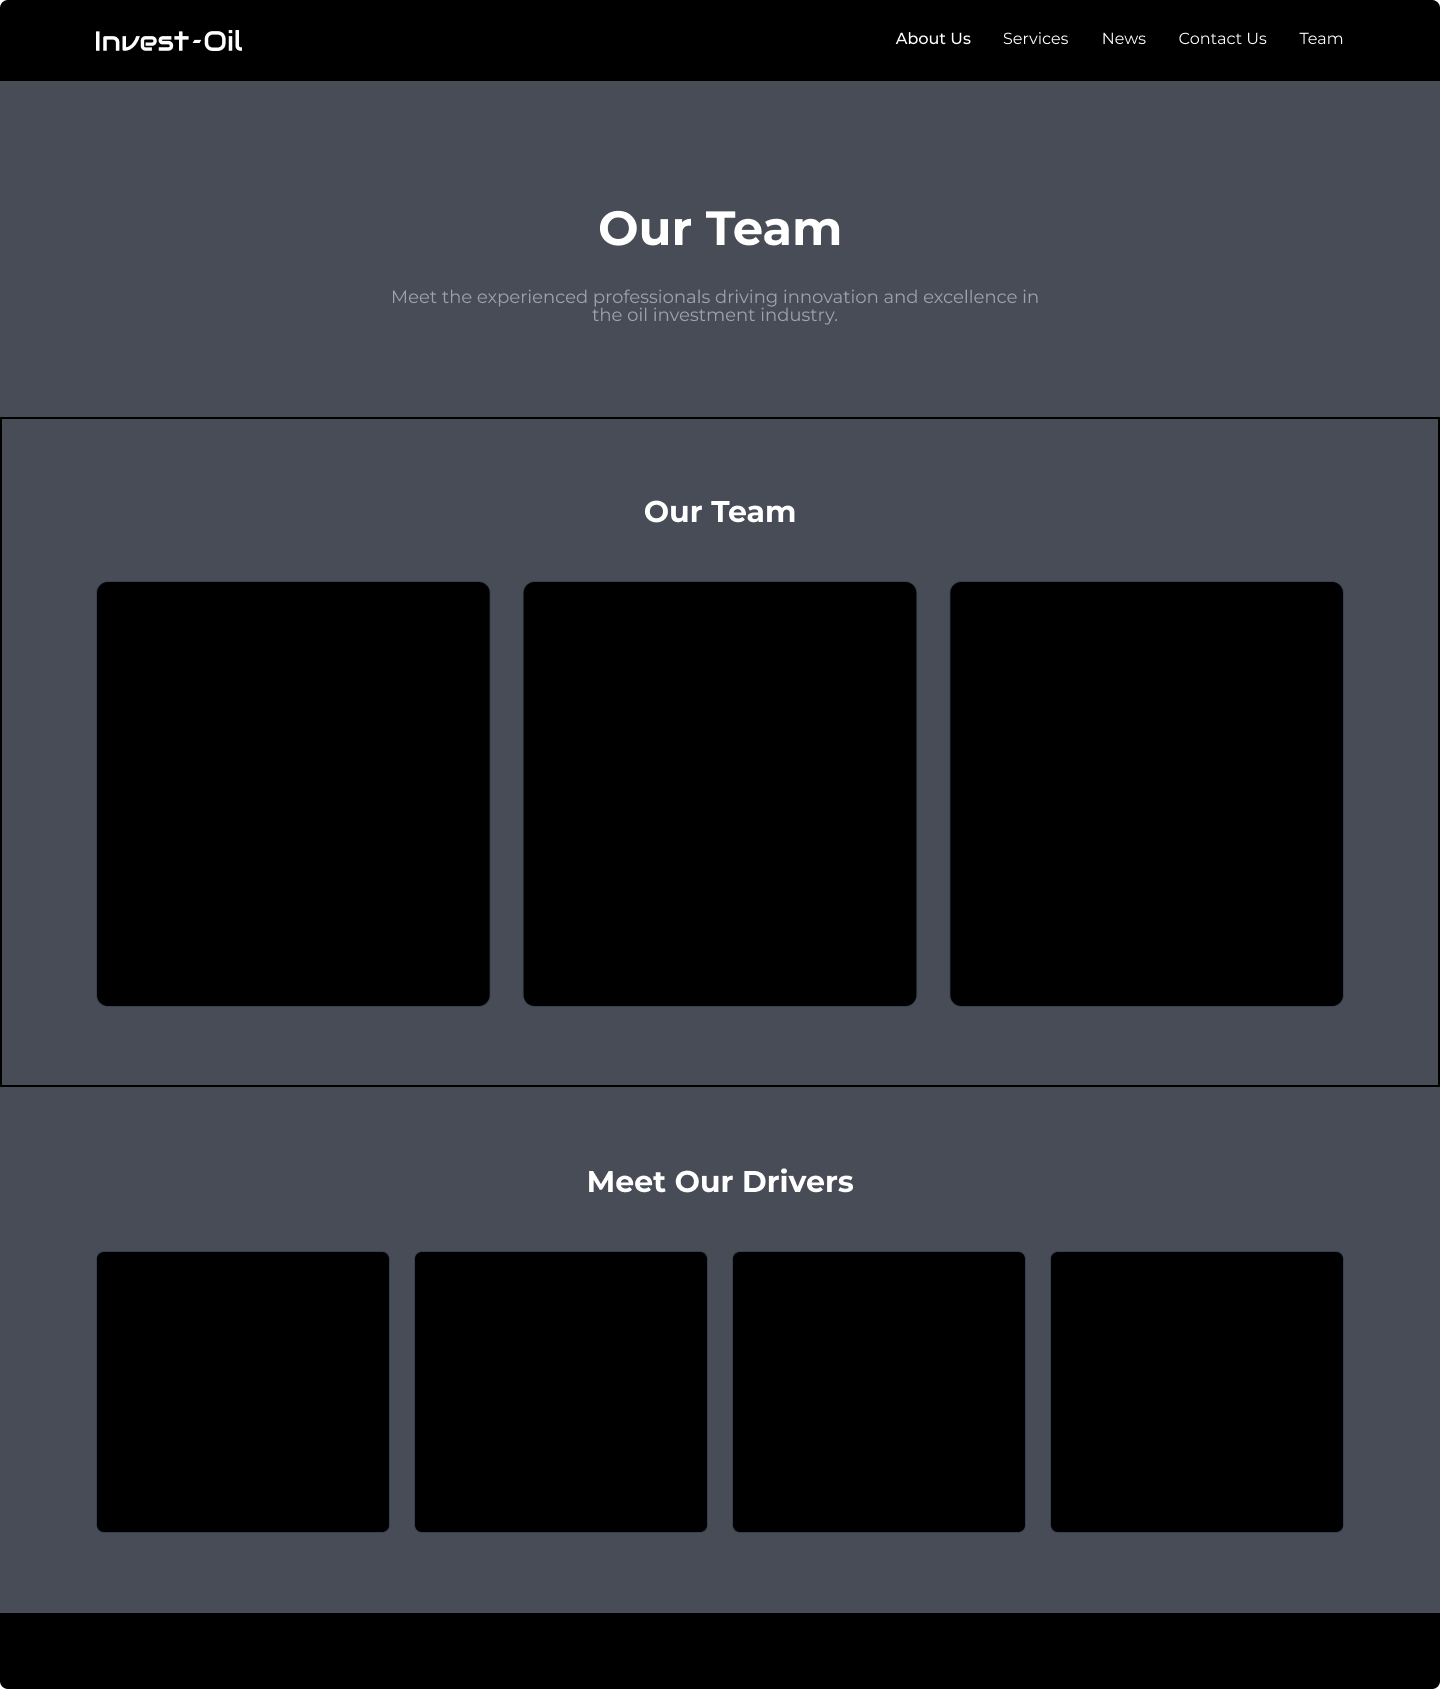 Invest-Oil
About Us Services News Contact Us Team
Our Team
Meet the experienced professionals driving innovation and excellence in
the oil investment industry.
Our Team
Meet Our Drivers